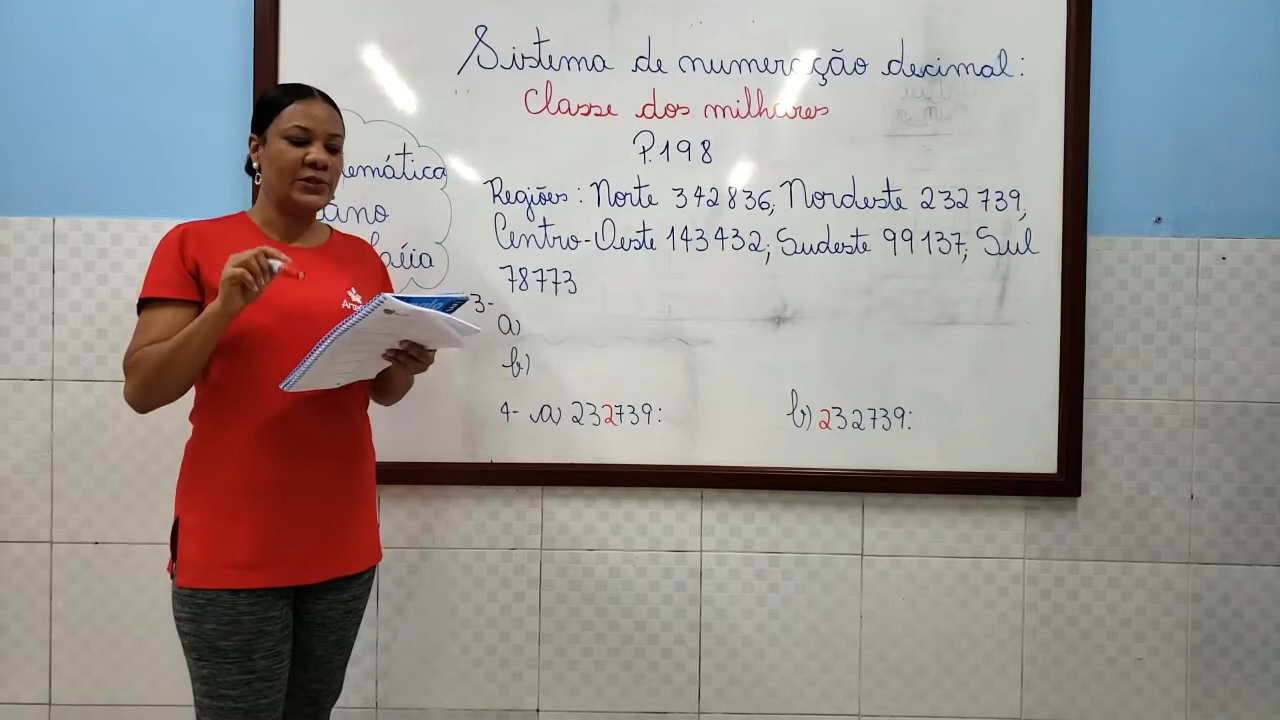 Sistema de numeração decimal:
Classe dos milhares
P.198
emática
ano
Regiões: Norte 342836, Nordeste 232739,
Centro-Oeste 143432; Sudeste 99137, Sul
78773
3-
a)
b)
4- a) 232739:
b) 232739: